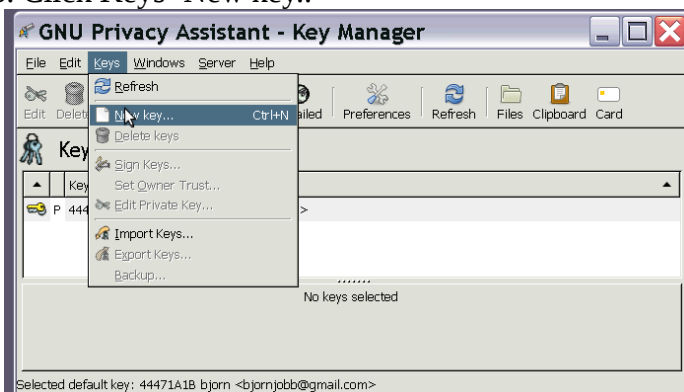 Click Keys
New key..
GNU Privacy Assistant - Key Manager
File Edit Keys Windows Server Help
Refresh
New key... Ctrl+N
Delete keys
Sign Keys...
Set Owner Trust...
Edit Private Key...
Import Keys...
Export Keys...
Backup...
Edit Delet ailed Preferences Refresh Files Clipboard Card
Key
Key
P 444 >
No keys selected
Selected default key: 44471A1B bjorn <bjornjobb@gmail.com>